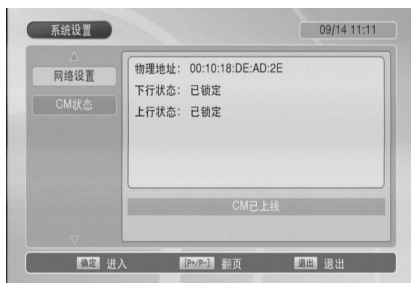 系统设置
09/14 11:11
网络设置
CM状态
物理地址： 00:10:18:DE:AD:2E
下行状态： 已锁定
上行状态： 已锁定
CM已上线
确定 进入 [P+/P-] 翻页 退出 退出